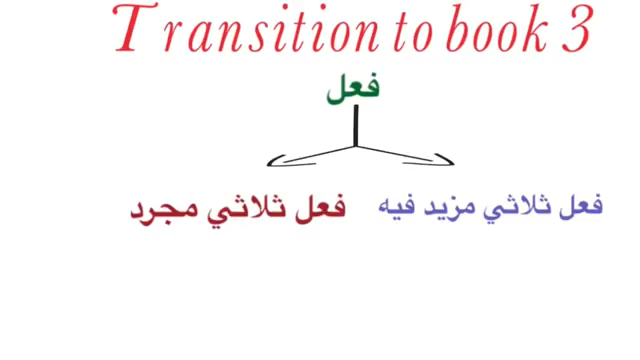 Transition to book 3
فعل
فعل ثلاثي مزيد فيه
فعل ثلاثي مجرد